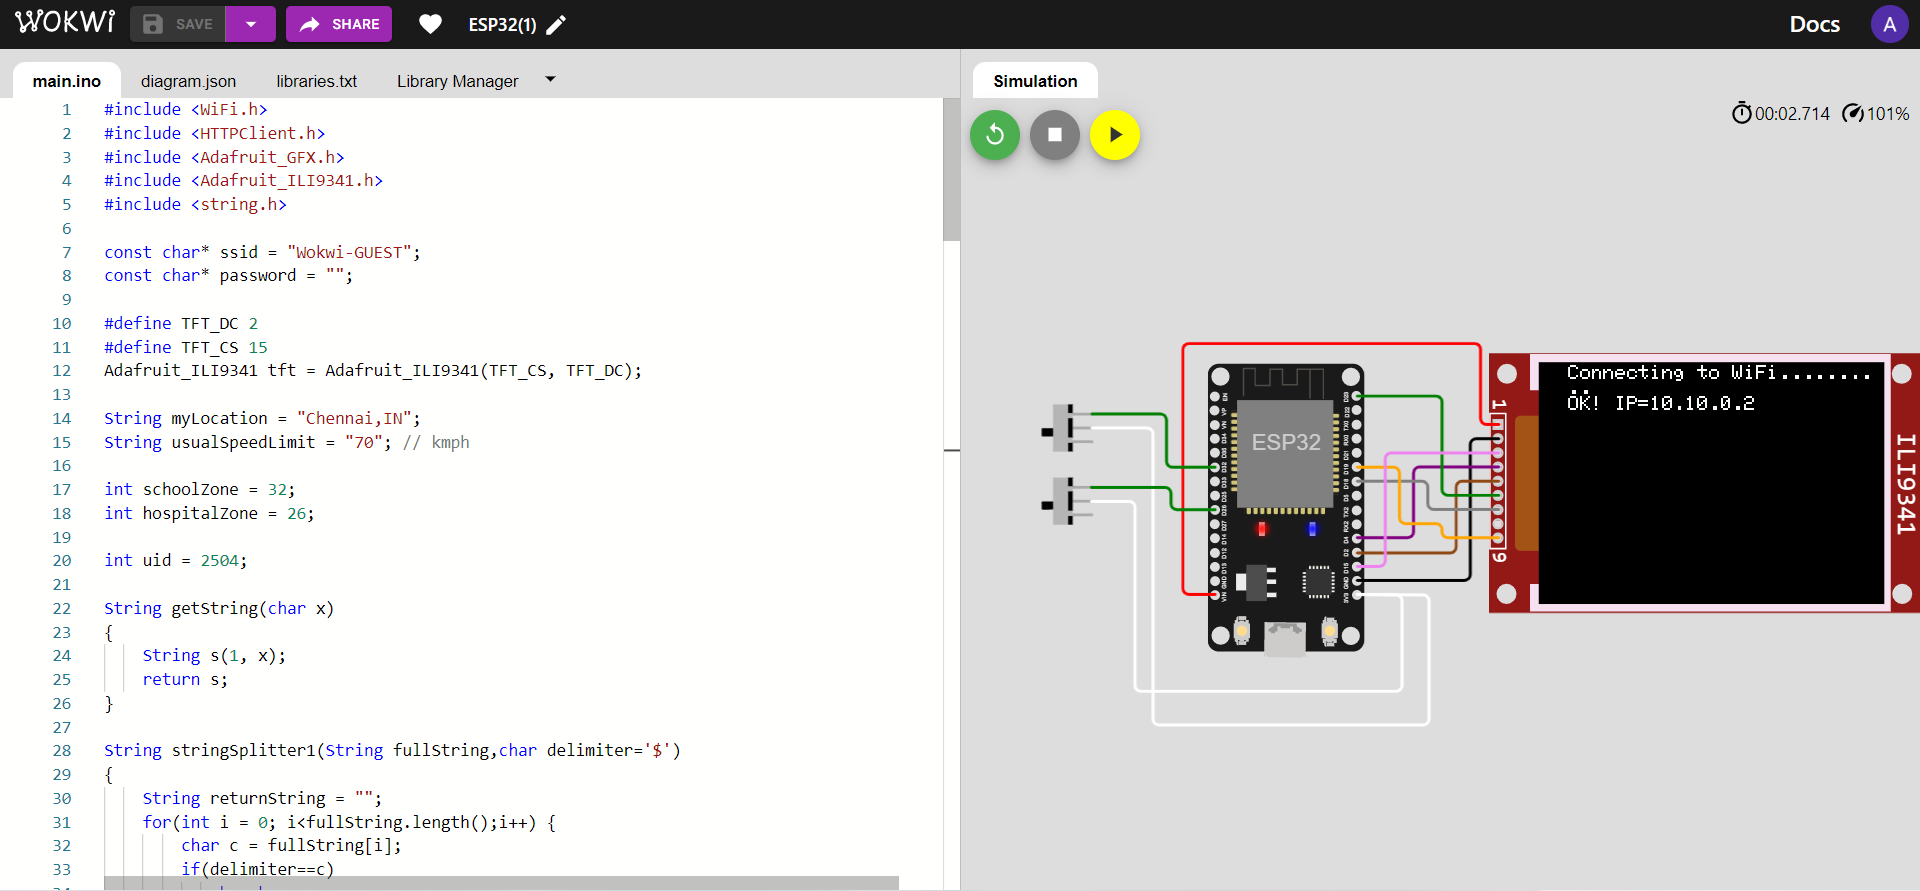 WOKWi SAVE SHARE ESP32(1) Docs A
main.ino diagram.json libraries.txt Library Manager
Simulation
00:02.714 101%
1 #include <WiFi.h>
2 #include <HTTPClient.h>
3 #include <Adafruit_GFX.h>
4 #include <Adafruit_ILI9341.h>
5 #include <string.h>
6
7 const char* ssid = "Wokwi-GUEST";
8 const char* password = "";
9
10 #define TFT_DC 2
11 #define TFT_CS 15
12 Adafruit_ILI9341 tft = Adafruit_ILI9341(TFT_CS, TFT_DC);
13
14 String myLocation = "Chennai,IN";
15 String usualSpeedLimit = "70"; // kmph
16
17 int schoolZone = 32;
18 int hospitalZone = 26;
19
20 int uid = 2504;
21
22 String getString(char x)
23 {
24 String s(1, x);
25 return s;
26 }
27
28 String stringSplitter1(String fullString,char delimiter='$')
29 {
30 String returnString = "";
31 for(int i = 0; i<fullString.length();i++) {
32 char c = fullString[i];
33 if(delimiter==c)
ESP32
Connecting to WiFi........
..
OK! IP=10.10.0.2
1
9
ILI9341